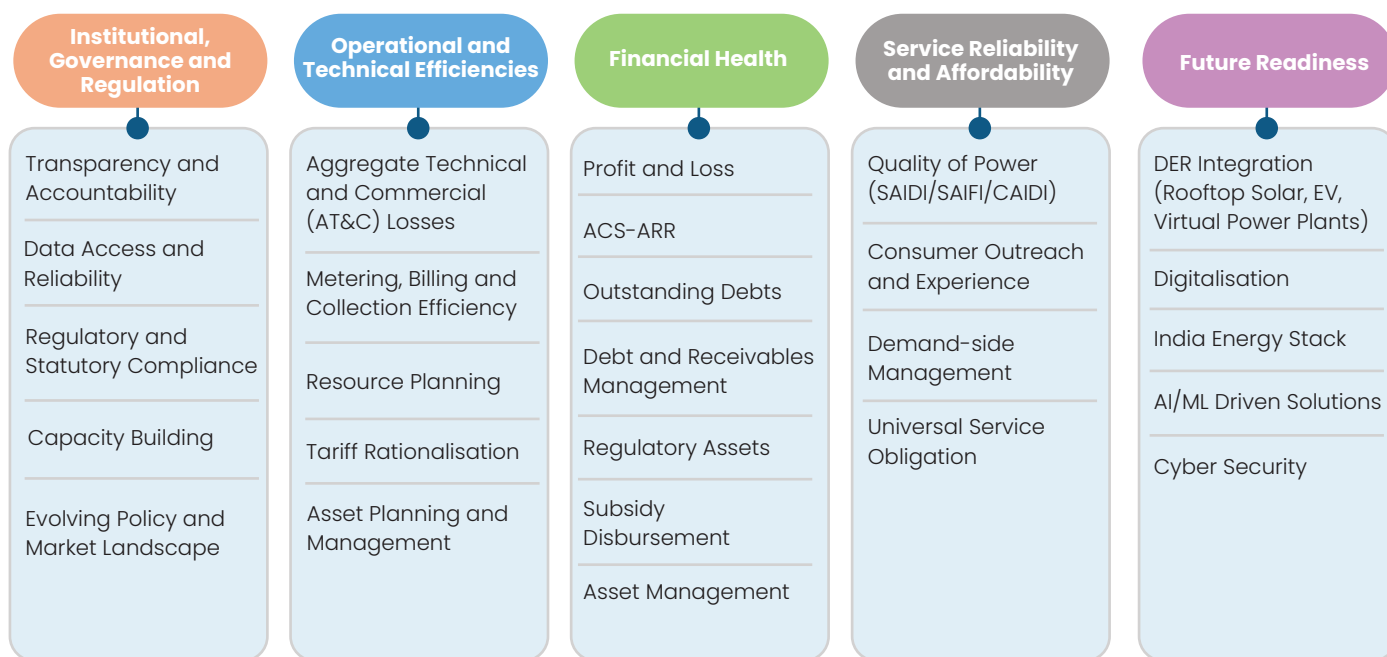 Institutional,
Governance and
Regulation
Transparency and
Accountability
Data Access and
Reliability
Regulatory and
Statutory Compliance
Capacity Building
Evolving Policy and
Market Landscape
Operational and
Technical Efficiencies
Aggregate Technical
and Commercial
(AT&C) Losses
Metering, Billing and
Collection Efficiency
Resource Planning
Tariff Rationalisation
Asset Planning and
Management
Financial Health
Profit and Loss
ACS-ARR
Outstanding Debts
Debt and Receivables
Management
Regulatory Assets
Subsidy
Disbursement
Asset Management
Service Reliability
and Affordability
Quality of Power
(SAIDI/SAIFI/CAIDI)
Consumer Outreach
and Experience
Demand-side
Management
Universal Service
Obligation
Future Readiness
DER Integration
(Rooftop Solar, EV,
Virtual Power Plants)
Digitalisation
India Energy Stack
AI/ML Driven Solutions
Cyber Security